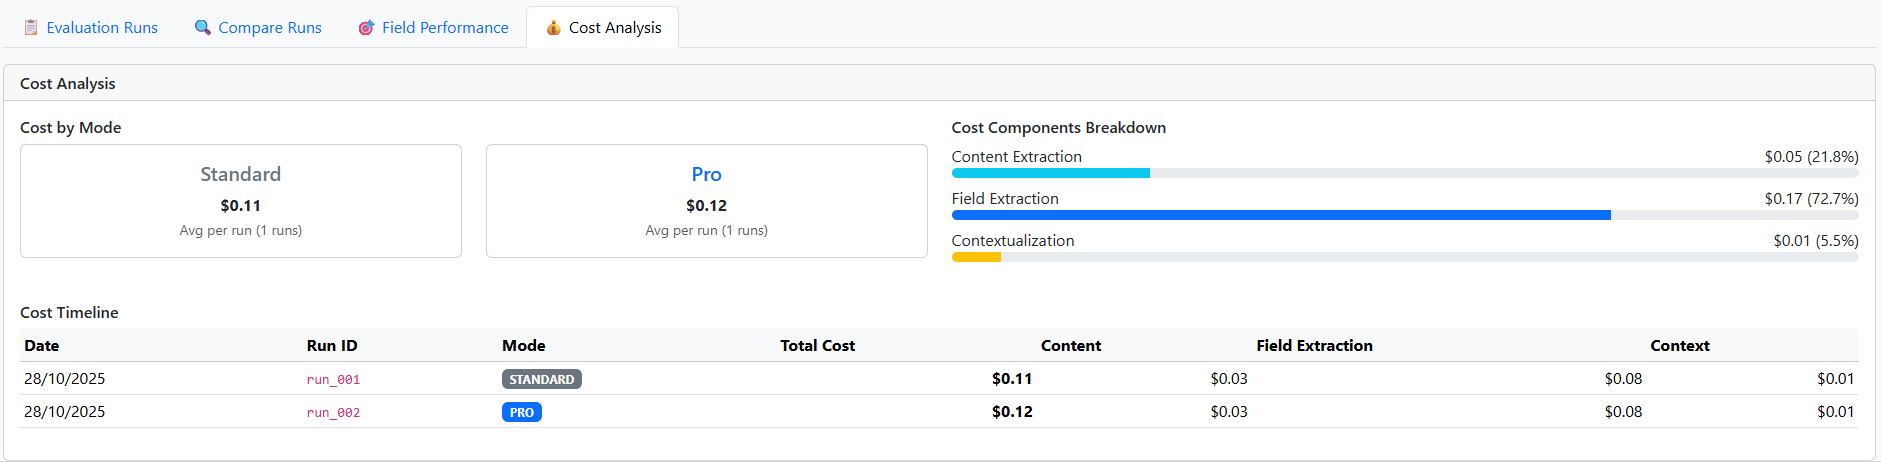 Evaluation Runs Compare Runs Field Performance Cost Analysis
Cost Analysis
Cost by Mode
Standard
$0.11
Avg per run (1 runs)
Pro
$0.12
Avg per run (1 runs)
Cost Components Breakdown
Content Extraction $0.05 (21.8%)
Field Extraction $0.17 (72.7%)
Contextualization $0.01 (5.5%)
Cost Timeline
Date Run ID Mode Total Cost Content Field Extraction Context
28/10/2025 run_001 STANDARD $0.11 $0.03 $0.08 $0.01
28/10/2025 run_002 PRO $0.12 $0.03 $0.08 $0.01